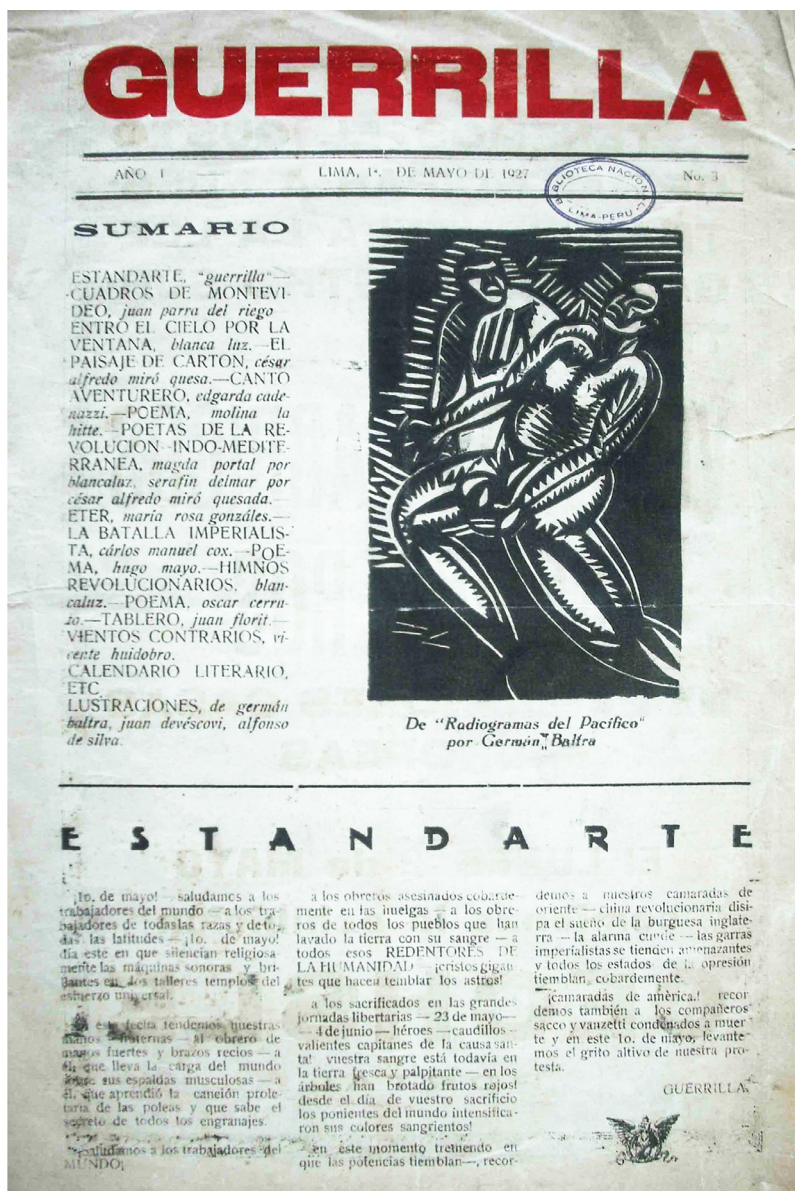 GUERRILLA
AÑO 1
LIMA, 1º. DE MAYO DE 1927
No. 3
BIBLIOTECA NACIONAL
LIMA-PERU
SUMARIO
ESTANDARTE, "guerrilla"—
CUADROS DE MONTEVI-
DEO, juan parra del riego
ENTRÓ EL CIELO POR LA
VENTANA, blanca luz.—EL
PAISAJE DE CARTON, césar
alfredo miró quesa.—CANTO
AVENTURERO, edgarda cade-
nazzi.—POEMA, molina la
hitte.—POETAS DE LA RE-
VOLUCION INDO-MEDITE-
RRANEA, magda portal por
blancaluz, serafin delmar por
césar alfredo miró quesada.—
ETER, maría rosa gonzáles.—
LA BATALLA IMPERIALIS-
TA, cárlos manuel cox.—POE-
MA, hugo mayo.—HIMNOS
REVOLUCIONARIOS, blan-
caluz.—POEMA, oscar cerru-
to.—TABLERO, juan florit.—
VIENTOS CONTRARIOS, vi-
cente huidobro.
CALENDARIO LITERARIO,
ETC
LUSTRACIONES, de germán
baltra, juan devéscovi, alfonso
de silva.
De "Radiogramas del Pacífico"
por Germán Baltra
ESTANDARTE
¡1o. de mayo! saludamos a los
trabajadores del mundo — a los tra-
bajadores de todas las razas y de to-
das las latitudes — ¡1o. de mayo!
día este en que silencian religiosa-
mente las máquinas sonoras y bri-
llantes en los talleres templos del
esfuerzo universal.
esta fecha tendemos nuestras
manos fraternas — al obrero de
manos fuertes y brazos recios — a
él que lleva la carga del mundo
sobre sus espaldas musculosas — a
él que aprendió la canción prole-
taria de las poleas y que sabe el
secreto de todos los engranajes.
saludamos a los trabajadores del
MUNDO!
a los obreros asesinados cobarde-
mente en las huelgas — a los obre-
ros de todos los pueblos que han
lavado la tierra con su sangre — a
todos esos REDENTORES DE
LA HUMANIDAD — ¡cristos gigan-
tes que hacen temblar los astros!
a los sacrificados en las grandes
jornadas libertarias — 23 de mayo—
— 4 de junio — héroes — caudillos —
valientes capitanes de la causa san-
ta! vuestra sangre está todavía en
la tierra fresca y palpitante — en los
árboles han brotado frutos rojos!
desde el día de vuestro sacrificio
los ponientes del mundo intensifica-
ron sus colores sangrientos!
en éste momento tremendo en
que las potencias tiemblan—, recor-
demos a nuestros camaradas de
oriente — china revolucionaria disi-
pa el sueño de la burguesa inglate-
rra — la alarma cunde — las garras
imperialistas se tienden amenazantes
y todos los estados de la opresión
tiemblan, cobardemente.
¡camaradás de amèrica! recor
demos también a los compañeros
sacco y vanzetti condenados a muer
te y en este 1o. de mayo, levante-
mos el grito altivo de nuestra pro-
testa.
GUERRILLA.